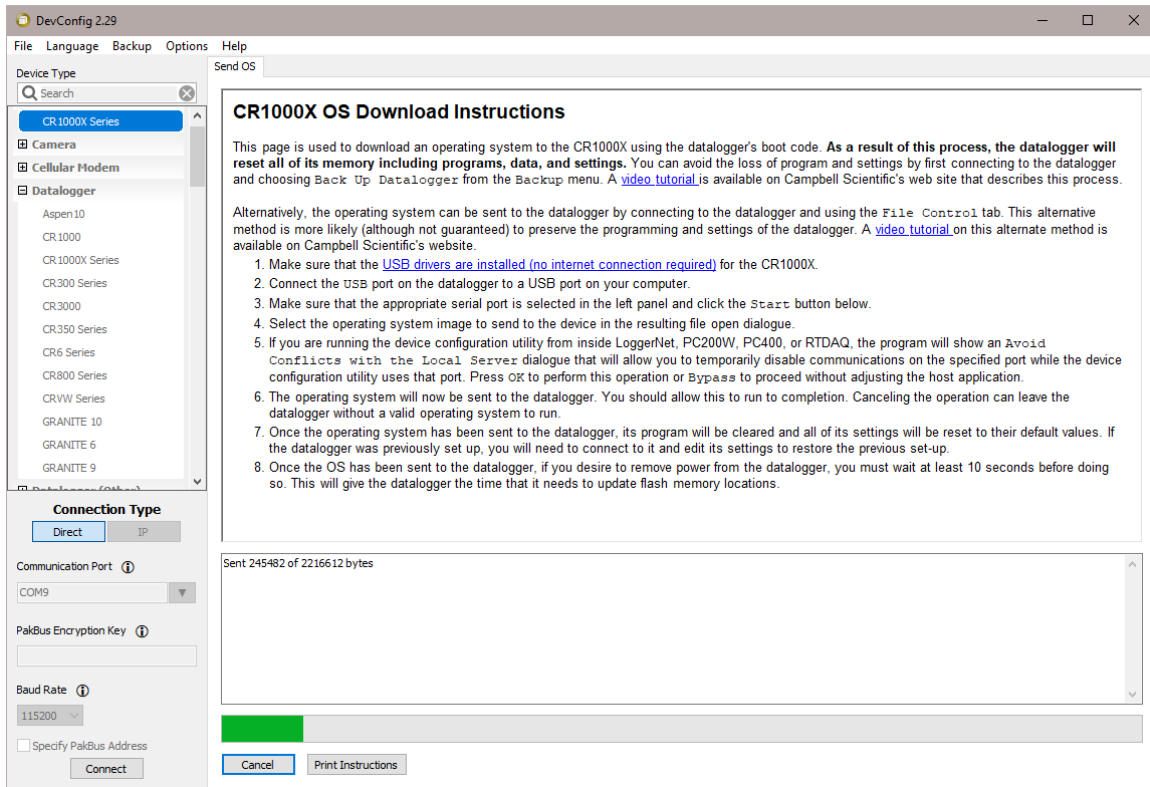 DevConfig 2.29
File Language Backup Options Help
Device Type
Search
CR1000X Series
Camera
Cellular Modem
Datalogger
Aspen10
CR1000
CR1000X Series
CR300 Series
CR3000
CR350 Series
CR6 Series
CR800 Series
CRVW Series
GRANITE 10
GRANITE 6
GRANITE 9
Datalogger (Other)
Connection Type
Direct IP
Communication Port
COM9
PakBus Encryption Key
Baud Rate
115200
Specify PakBus Address
Connect
Send OS
CR1000X OS Download Instructions
This page is used to download an operating system to the CR1000X using the datalogger's boot code. As a result of this process, the datalogger will
reset all of its memory including programs, data, and settings. You can avoid the loss of program and settings by first connecting to the datalogger
and choosing Back Up Datalogger from the Backup menu. A video tutorial is available on Campbell Scientific's web site that describes this process.
Alternatively, the operating system can be sent to the datalogger by connecting to the datalogger and using the File Control tab. This alternative
method is more likely (although not guaranteed) to preserve the programming and settings of the datalogger. A video tutorial on this alternate method is
available on Campbell Scientific's website.
1. Make sure that the USB drivers are installed (no internet connection required) for the CR1000X.
2. Connect the USB port on the datalogger to a USB port on your computer.
3. Make sure that the appropriate serial port is selected in the left panel and click the Start button below.
4. Select the operating system image to send to the device in the resulting file open dialogue.
5. If you are running the device configuration utility from inside LoggerNet, PC200W, PC400, or RTDAQ, the program will show an Avoid
Conflicts with the Local Server dialogue that will allow you to temporarily disable communications on the specified port while the device
configuration utility uses that port. Press OK to perform this operation or Bypass to proceed without adjusting the host application.
6. The operating system will now be sent to the datalogger. You should allow this to run to completion. Canceling the operation can leave the
datalogger without a valid operating system to run.
7. Once the operating system has been sent to the datalogger, its program will be cleared and all of its settings will be reset to their default values. If
the datalogger was previously set up, you will need to connect to it and edit its settings to restore the previous set-up.
8. Once the OS has been sent to the datalogger, if you desire to remove power from the datalogger, you must wait at least 10 seconds before doing
so. This will give the datalogger the time that it needs to update flash memory locations.
Sent 245482 of 2216612 bytes
Cancel Print Instructions